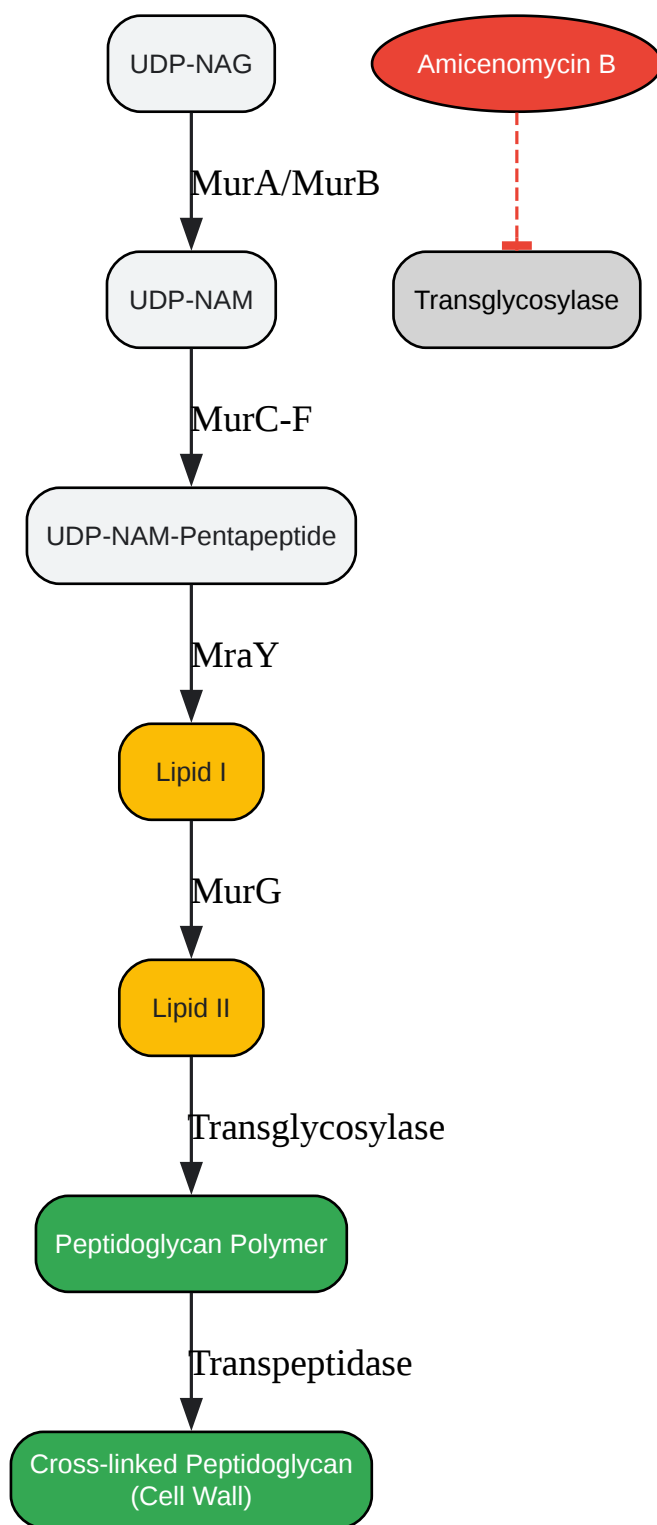 UDP-NAG
Amicenomycin B
MurA/MurB
UDP-NAM
Transglycosylase
MurC-F
UDP-NAM-Pentapeptide
MraY
Lipid I
MurG
Lipid II
Transglycosylase
Peptidoglycan Polymer
Transpeptidase
Cross-linked Peptidoglycan
(Cell Wall)